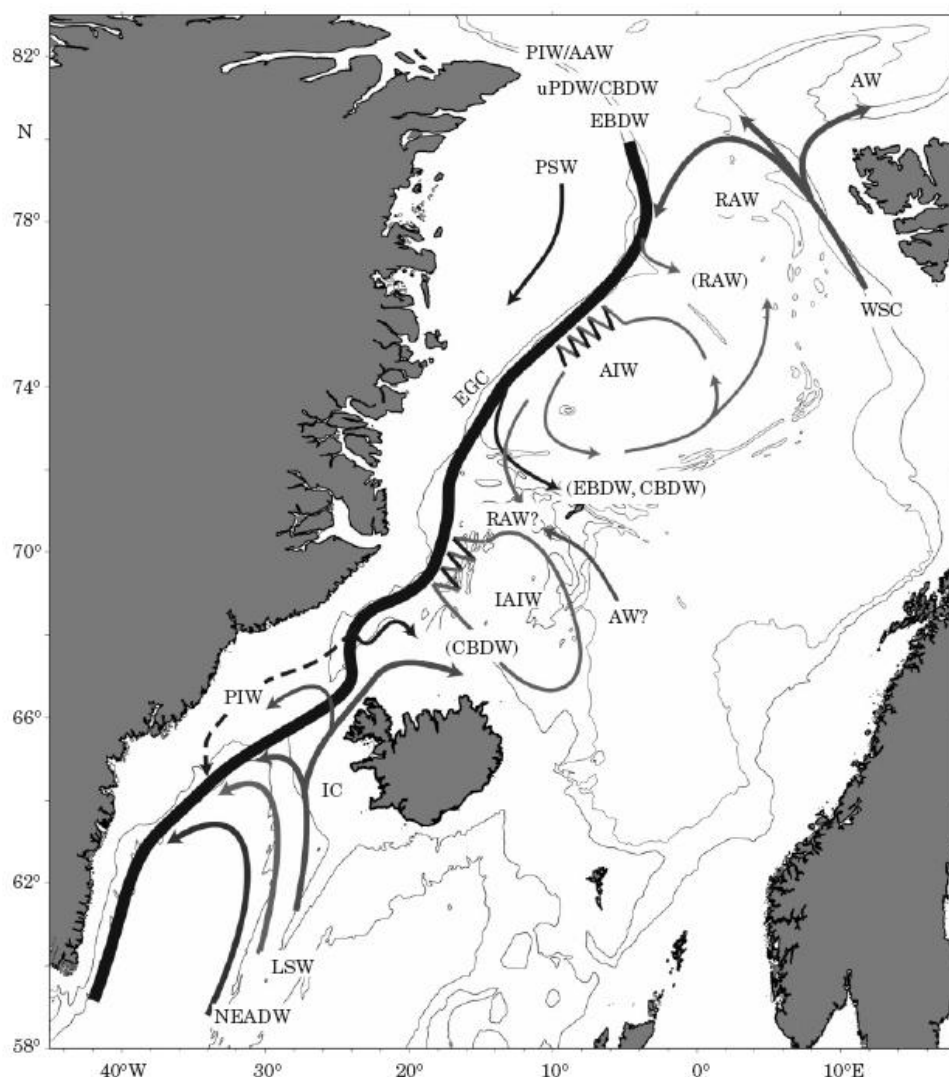 82°
PIW/AAW
AW
uPDW/CBDW
N
EBDW
PSW
RAW
78°
(RAW)
WSC
AIW
74°
EGC
(EBDW, CBDW)
RAW?
70°
IAIW
AW?
(CBDW)
PIW
66°
IC
62°
LSW
NEADW
58°
40°W
30°
20°
10°
0°
10°E